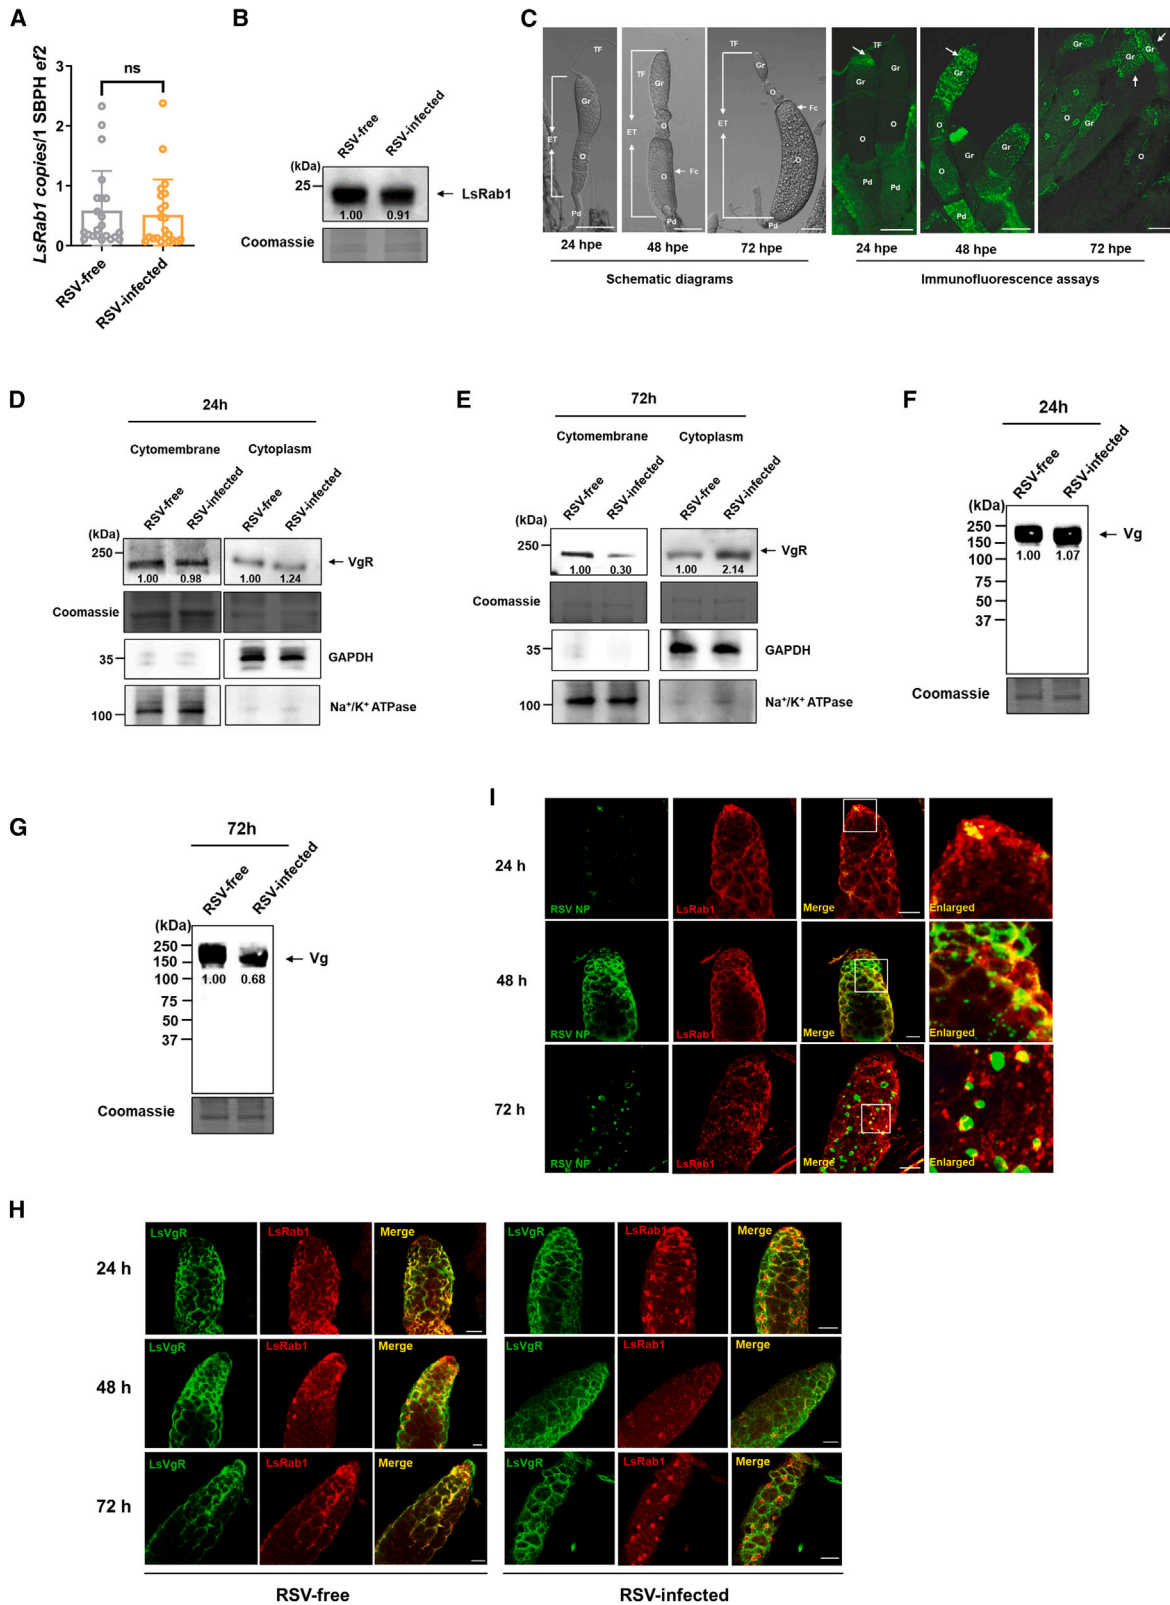 A
LsRab1 copies/1 SBPH ef2
3
2
1
0
ns
RSV-free
RSV-infected
B
RSV-free
RSV-infected
(kDa)
25
LsRab1
1.00 0.91
Coomassie
C
TF
Gr
ET
O
Pd
TF
Gr
O
ET
O
Fc
Pd
TF
Gr
O
Fc
ET
O
Pd
TF
Gr Gr
O O
Pd Pd
Gr
O
Gr
O
Gr
Pd
Gr
Gr
Gr
O
O
Gr
O
24 hpe 48 hpe 72 hpe
24 hpe 48 hpe 72 hpe
Schematic diagrams
Immunofluorescence assays
D
24h
Cytomembrane Cytoplasm
RSV-free
RSV-infected
RSV-free
RSV-infected
(kDa)
250
VgR
1.00 0.98 1.00 1.24
Coomassie
35
GAPDH
100
Na⁺/K⁺ ATPase
E
72h
Cytomembrane Cytoplasm
RSV-free
RSV-infected
RSV-free
RSV-infected
(kDa)
250
VgR
1.00 0.30 1.00 2.14
Coomassie
35
GAPDH
100
Na⁺/K⁺ ATPase
F
24h
RSV-free
RSV-infected
(kDa)
250
150
Vg
100
1.00 1.07
75
50
37
Coomassie
G
72h
RSV-free
RSV-infected
(kDa)
250
150
Vg
100
1.00 0.68
75
50
37
Coomassie
I
24 h
RSV NP LsRab1 Merge Enlarged
48 h
RSV NP LsRab1 Merge Enlarged
72 h
RSV NP LsRab1 Merge Enlarged
H
LsVgR LsRab1 Merge LsVgR LsRab1 Merge
24 h
LsVgR LsRab1 Merge LsVgR LsRab1 Merge
48 h
LsVgR LsRab1 Merge LsVgR LsRab1 Merge
72 h
RSV-free RSV-infected